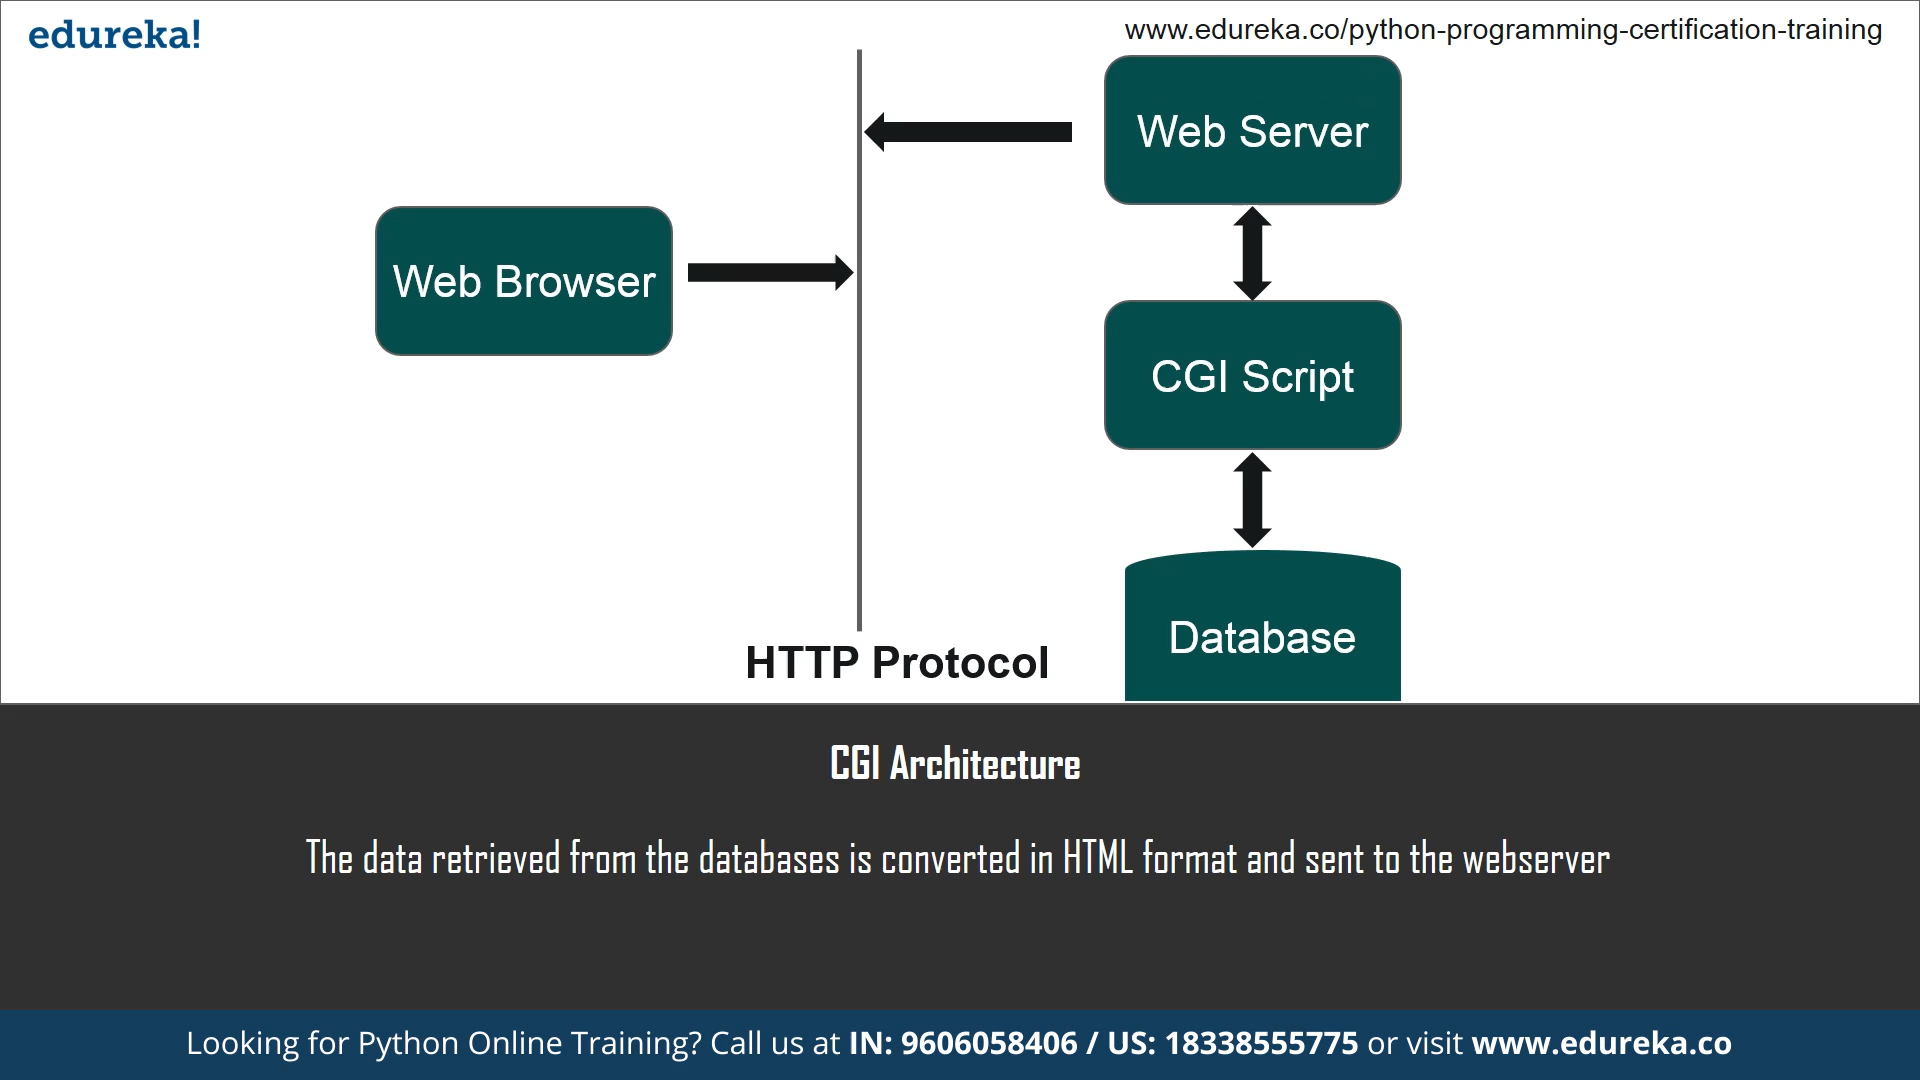 edureka!
www.edureka.co/python-programming-certification-training
Web Server
Web Browser
CGI Script
Database
HTTP Protocol
CGI Architecture
The data retrieved from the databases is converted in HTML format and sent to the webserver
Looking for Python Online Training? Call us at IN: 9606058406 / US: 18338555775 or visit www.edureka.co